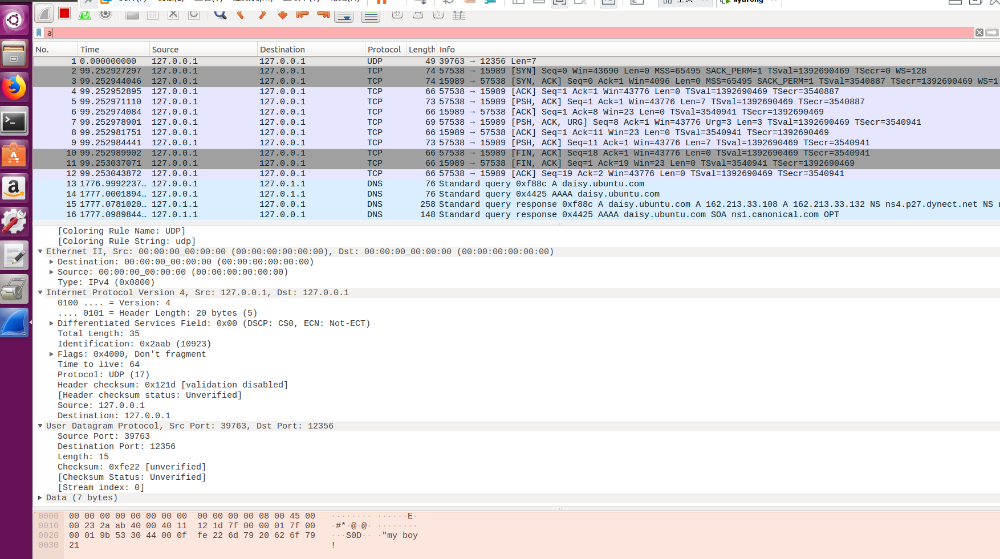 a
No. Time Source Destination Protocol Length Info
1 0.000000000 127.0.0.1 127.0.0.1 UDP 49 39763 → 12356 Len=7
2 99.252927297 127.0.0.1 127.0.0.1 TCP 74 57538 → 15989 [SYN] Seq=0 Win=43690 Len=0 MSS=65495 SACK_PERM=1 TSval=1392690469 TSecr=0 WS=128
3 99.252944046 127.0.0.1 127.0.0.1 TCP 74 15989 → 57538 [SYN, ACK] Seq=0 Ack=1 Win=4096 Len=0 MSS=65495 SACK_PERM=1 TSval=3540887 TSecr=1392690469 WS=1
4 99.252952895 127.0.0.1 127.0.0.1 TCP 66 57538 → 15989 [ACK] Seq=1 Ack=1 Win=43776 Len=0 TSval=1392690469 TSecr=3540887
5 99.252971110 127.0.0.1 127.0.0.1 TCP 73 57538 → 15989 [PSH, ACK] Seq=1 Ack=1 Win=43776 Len=7 TSval=1392690469 TSecr=3540887
6 99.252974084 127.0.0.1 127.0.0.1 TCP 66 15989 → 57538 [ACK] Seq=1 Ack=8 Win=23 Len=0 TSval=3540941 TSecr=1392690469
7 99.252978901 127.0.0.1 127.0.0.1 TCP 69 57538 → 15989 [PSH, ACK, URG] Seq=8 Ack=1 Win=43776 Urg=3 Len=3 TSval=1392690469 TSecr=3540941
8 99.252981751 127.0.0.1 127.0.0.1 TCP 66 15989 → 57538 [ACK] Seq=1 Ack=11 Win=23 Len=0 TSval=3540941 TSecr=1392690469
9 99.252984441 127.0.0.1 127.0.0.1 TCP 73 57538 → 15989 [PSH, ACK] Seq=11 Ack=1 Win=43776 Len=7 TSval=1392690469 TSecr=3540941
10 99.252989902 127.0.0.1 127.0.0.1 TCP 66 57538 → 15989 [FIN, ACK] Seq=18 Ack=1 Win=43776 Len=0 TSval=1392690469 TSecr=3540941
11 99.253037071 127.0.0.1 127.0.0.1 TCP 66 15989 → 57538 [FIN, ACK] Seq=1 Ack=19 Win=23 Len=0 TSval=3540941 TSecr=1392690469
12 99.253043872 127.0.0.1 127.0.0.1 TCP 66 57538 → 15989 [ACK] Seq=19 Ack=2 Win=43776 Len=0 TSval=1392690469 TSecr=3540941
13 1776.9992237… 127.0.0.1 127.0.1.1 DNS 76 Standard query 0xf88c A daisy.ubuntu.com
14 1777.0001894… 127.0.0.1 127.0.1.1 DNS 76 Standard query 0x4425 AAAA daisy.ubuntu.com
15 1777.0781020… 127.0.1.1 127.0.0.1 DNS 258 Standard query response 0xf88c A daisy.ubuntu.com A 162.213.33.108 A 162.213.33.132 NS ns4.p27.dynect.net NS
16 1777.0989844… 127.0.1.1 127.0.0.1 DNS 148 Standard query response 0x4425 AAAA daisy.ubuntu.com SOA ns1.canonical.com OPT
[Coloring Rule Name: UDP]
[Coloring Rule String: udp]
Ethernet II, Src: 00:00:00_00:00:00 (00:00:00:00:00:00), Dst: 00:00:00_00:00:00 (00:00:00:00:00:00)
Destination: 00:00:00_00:00:00 (00:00:00:00:00:00)
Source: 00:00:00_00:00:00 (00:00:00:00:00:00)
Type: IPv4 (0x0800)
Internet Protocol Version 4, Src: 127.0.0.1, Dst: 127.0.0.1
0100 .... = Version: 4
.... 0101 = Header Length: 20 bytes (5)
Differentiated Services Field: 0x00 (DSCP: CS0, ECN: Not-ECT)
Total Length: 35
Identification: 0x2aab (10923)
Flags: 0x4000, Don't fragment
Time to live: 64
Protocol: UDP (17)
Header checksum: 0x121d [validation disabled]
[Header checksum status: Unverified]
Source: 127.0.0.1
Destination: 127.0.0.1
User Datagram Protocol, Src Port: 39763, Dst Port: 12356
Source Port: 39763
Destination Port: 12356
Length: 15
Checksum: 0xfe22 [unverified]
[Checksum Status: Unverified]
[Stream index: 0]
Data (7 bytes)
0000 00 00 00 00 00 00 00 00 00 00 00 00 08 00 45 00 ········ ······E·
0010 00 23 2a ab 40 00 40 11 12 1d 7f 00 00 01 7f 00 ·#*·@·@· ········
0020 00 01 9b 53 30 44 00 0f fe 22 6d 79 20 62 6f 79 ···S0D·· ·"my boy
0030 21 !